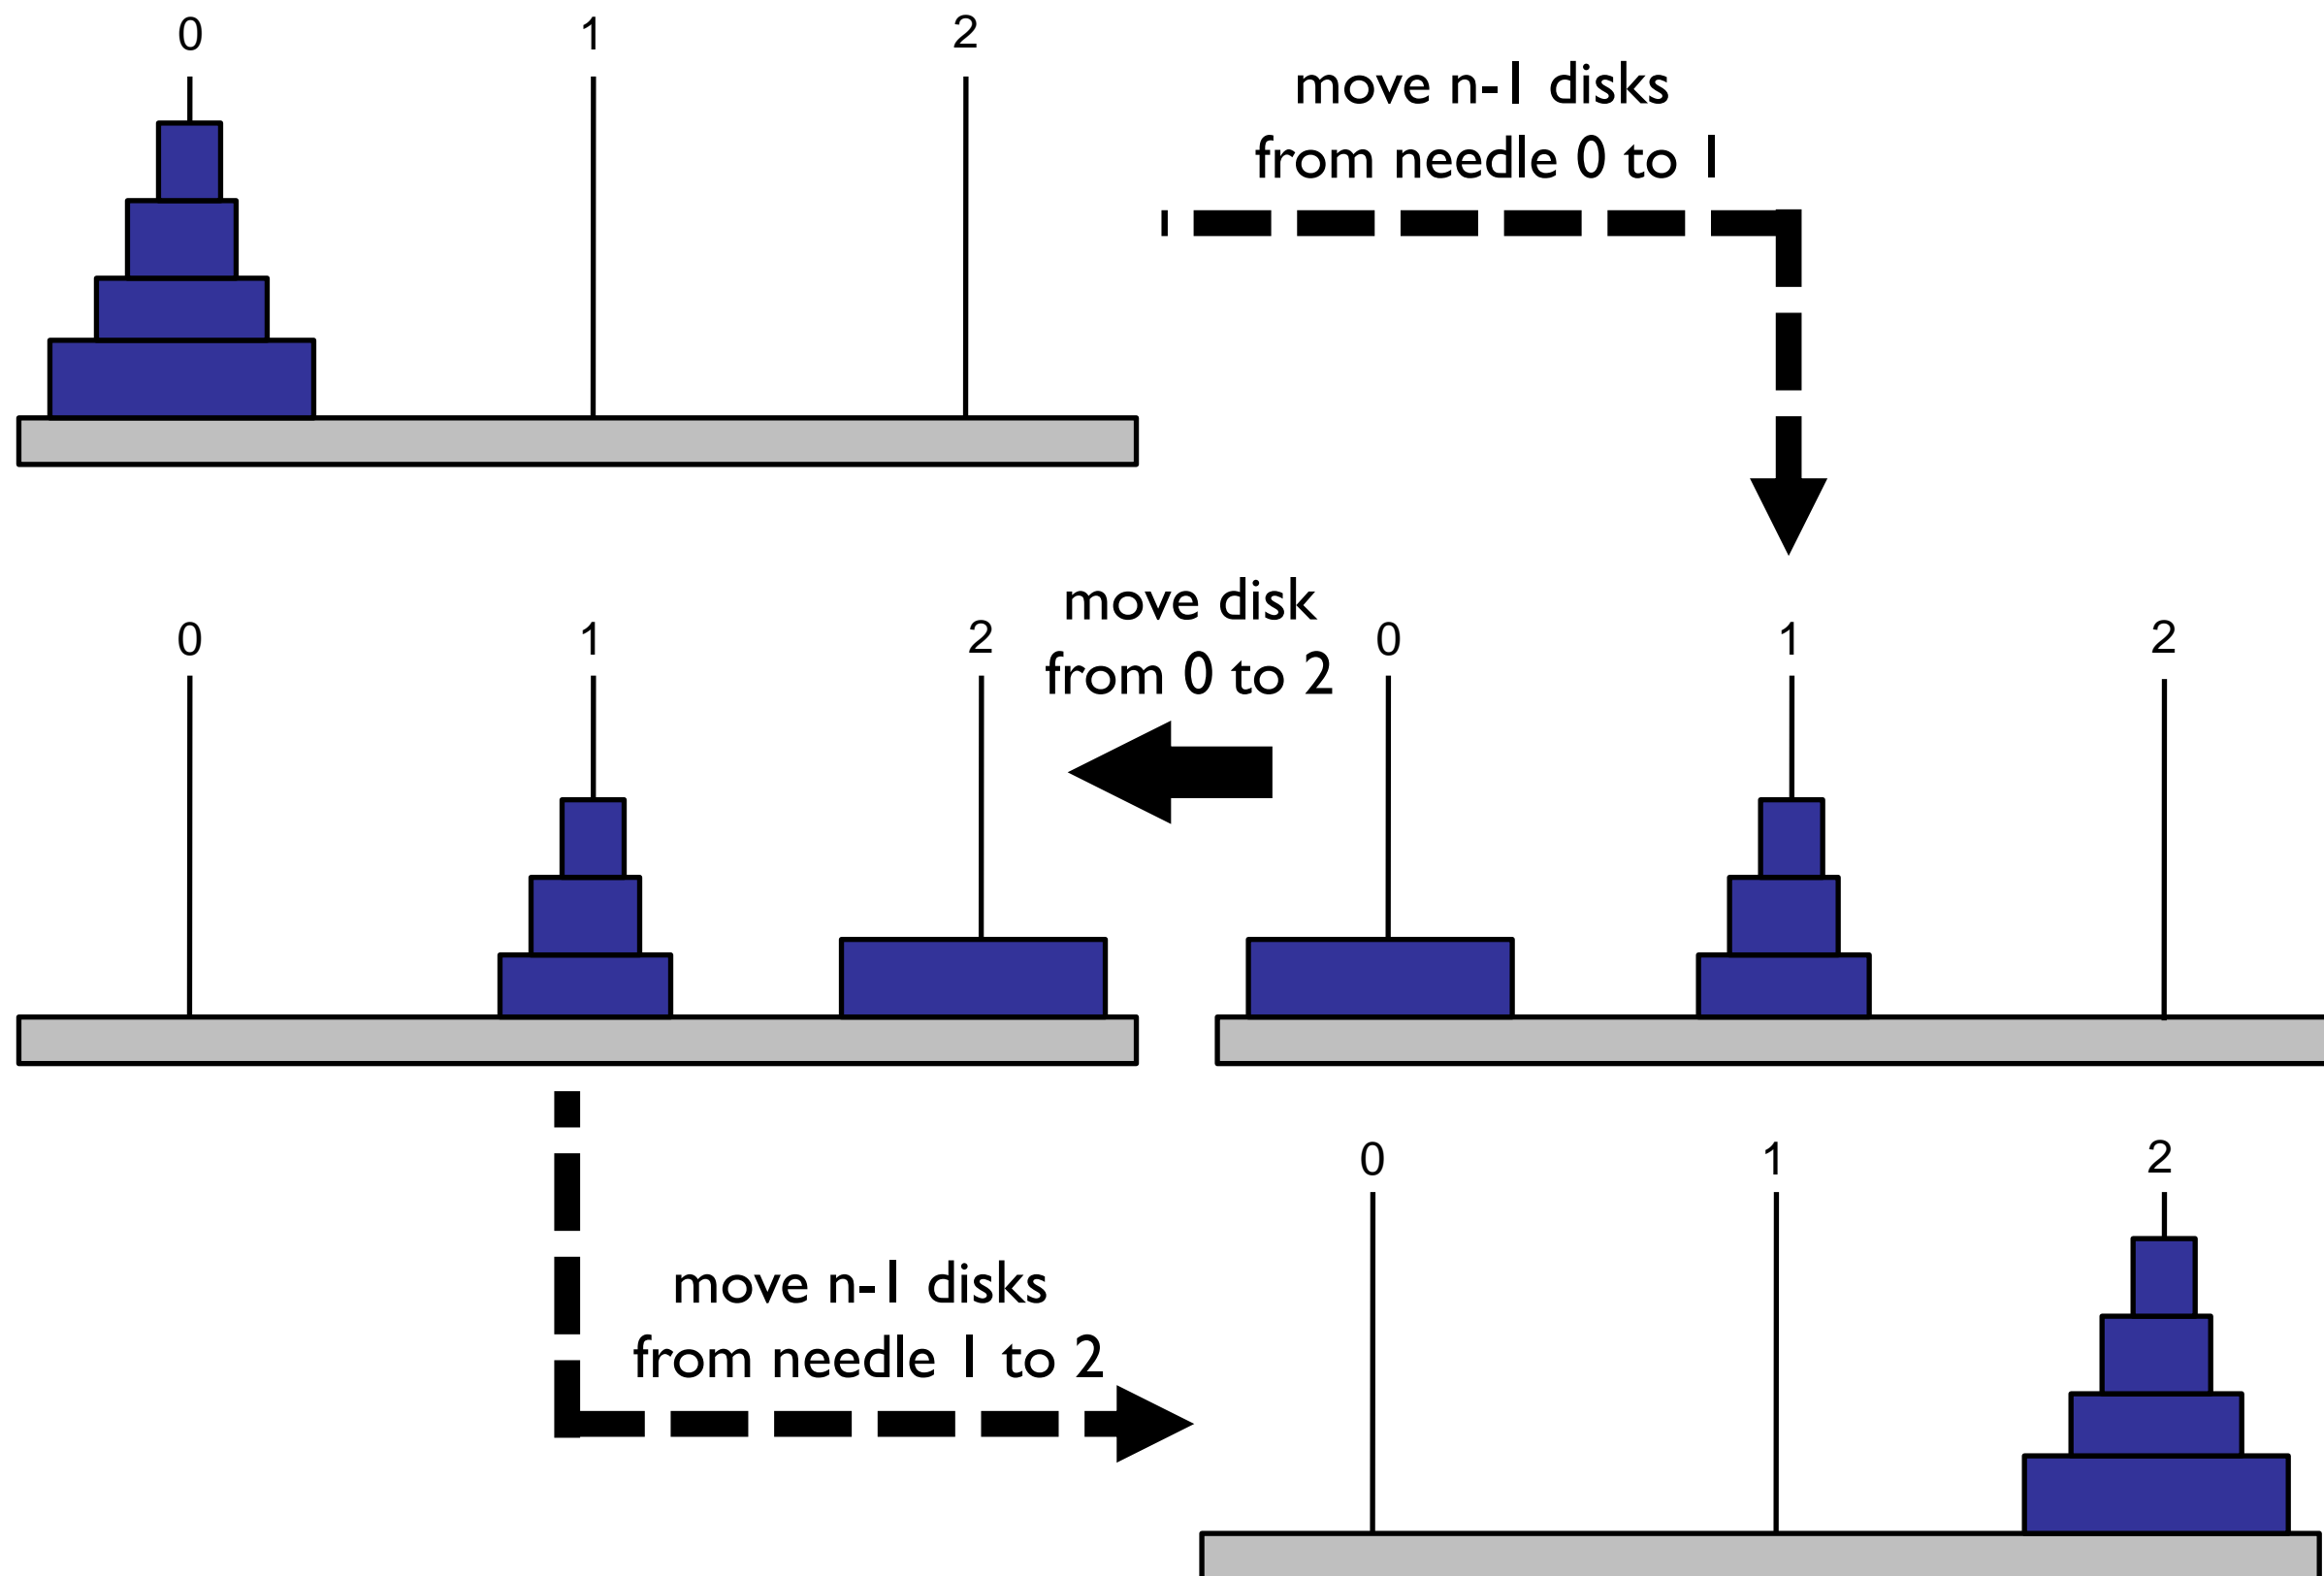 0 1 2
move n-1 disks
from needle 0 to 1
move disk
from 0 to 2
0 1 2
0 1 2
move n-1 disks
from needle 1 to 2
0 1 2